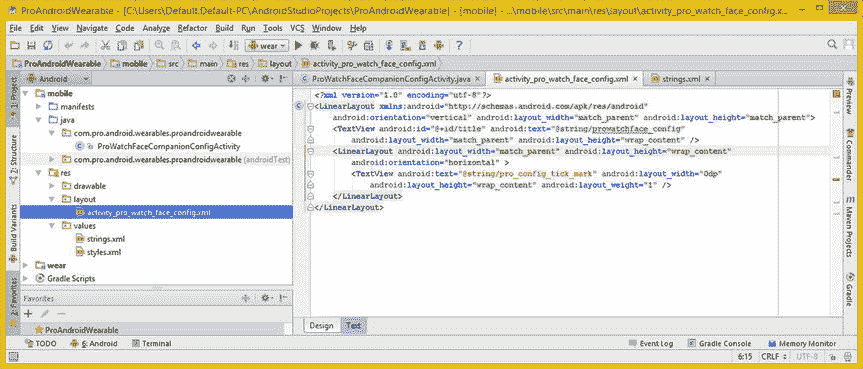 ProAndroidWearable - [C:\Users\Default.Default-PC\AndroidStudioProjects\ProAndroidWearable] - [mobile] - ...\mobile\src\main\res\layout\activity_pro_watch_face_config.x...
File Edit View Navigate Code Analyze Refactor Build Run Tools VCS Window Help
wear
ProAndroidWearable mobile src main res layout activity_pro_watch_face_config.xml
Android
ProWatchFaceCompanionConfigActivity.java
activity_pro_watch_face_config.xml
strings.xml
1: Project
7: Structure
Build Variants
2: Favorites
mobile
manifests
java
com.pro.android.wearables.proandroidwearable
ProWatchFaceCompanionConfigActivity
com.pro.android.wearables.proandroidwearable (androidTest)
res
drawable
layout
activity_pro_watch_face_config.xml
values
strings.xml
styles.xml
wear
Gradle Scripts
Favorites
ProAndroidWearable
<?xml version="1.0" encoding="utf-8"?>
<LinearLayout xmlns:android="http://schemas.android.com/apk/res/android"
android:orientation="vertical" android:layout_width="match_parent" android:layout_height="match_parent">
<TextView android:id="@+id/title" android:text="@string/prowatchface_config"
android:layout_width="match_parent" android:layout_height="wrap_content" />
<LinearLayout android:layout_width="match_parent" android:layout_height="wrap_content"
android:orientation="horizontal" >
<TextView android:text="@string/pro_config_tick_mark" android:layout_width="0dp"
android:layout_height="wrap_content" android:layout_weight="1" />
</LinearLayout>
</LinearLayout>
Design Text
Preview
Commander
Maven Projects
Gradle
TODO 6: Android Terminal
Event Log Gradle Console Memory Monitor
6:15 CRLF UTF-8